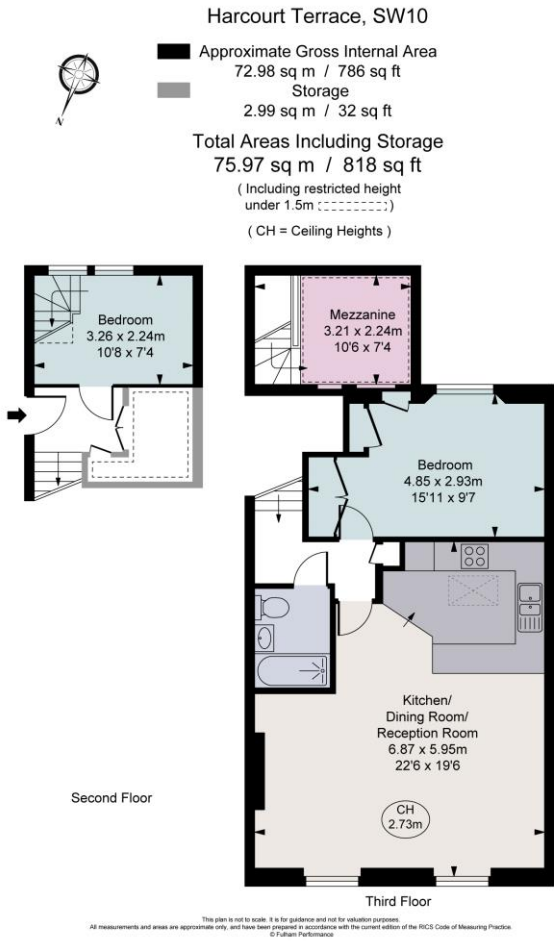 Harcourt Terrace, SW10
Approximate Gross Internal Area
72.98 sq m / 786 sq ft
Storage
2.99 sq m / 32 sq ft
Total Areas Including Storage
75.97 sq m / 818 sq ft
( Including restricted height
under 1.5m )
( CH = Ceiling Heights )
N
Bedroom
3.26 x 2.24m
10'8 x 7'4
Mezzanine
3.21 x 2.24m
10'6 x 7'4
Bedroom
4.85 x 2.93m
15'11 x 9'7
Kitchen/
Dining Room/
Reception Room
6.87 x 5.95m
22'6 x 19'6
CH
2.73m
Second Floor
Third Floor
This plan is not to scale. It is for guidance and not for valuation purposes.
All measurements and areas are approximate only, and have been prepared in accordance with the current edition of the RICS Code of Measuring Practice.
© Fulham Performance